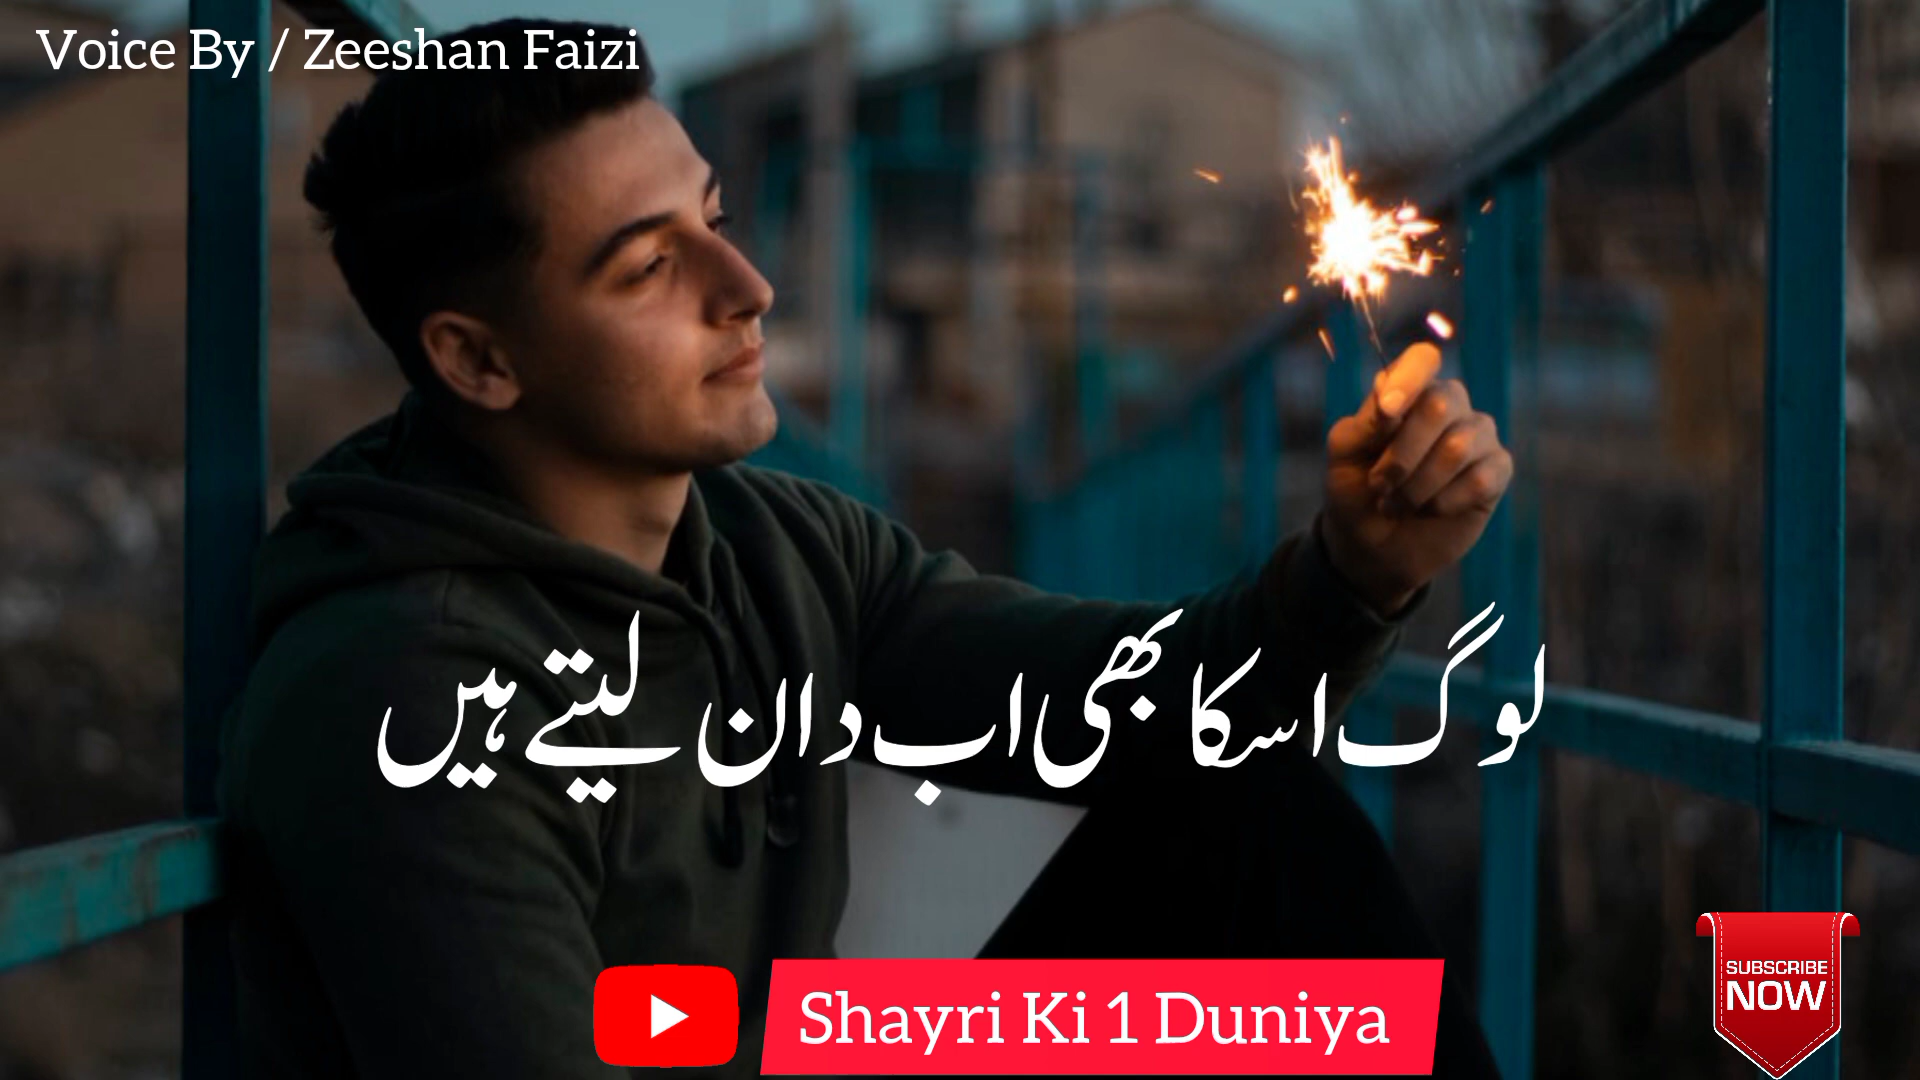 Voice By / Zeeshan Faizi
لوگ اسکا بھی اب دان لیتے ہیں
Shayri Ki 1 Duniya
SUBSCRIBE
NOW